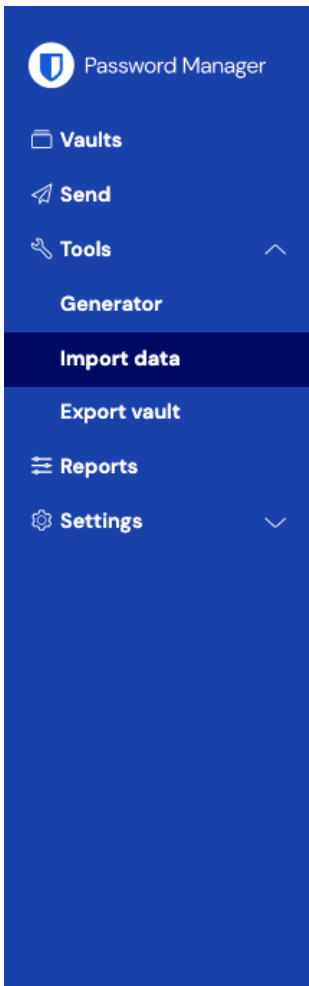 Password Manager
Vaults
Send
Tools
Generator
Import data
Export vault
Reports
Settings